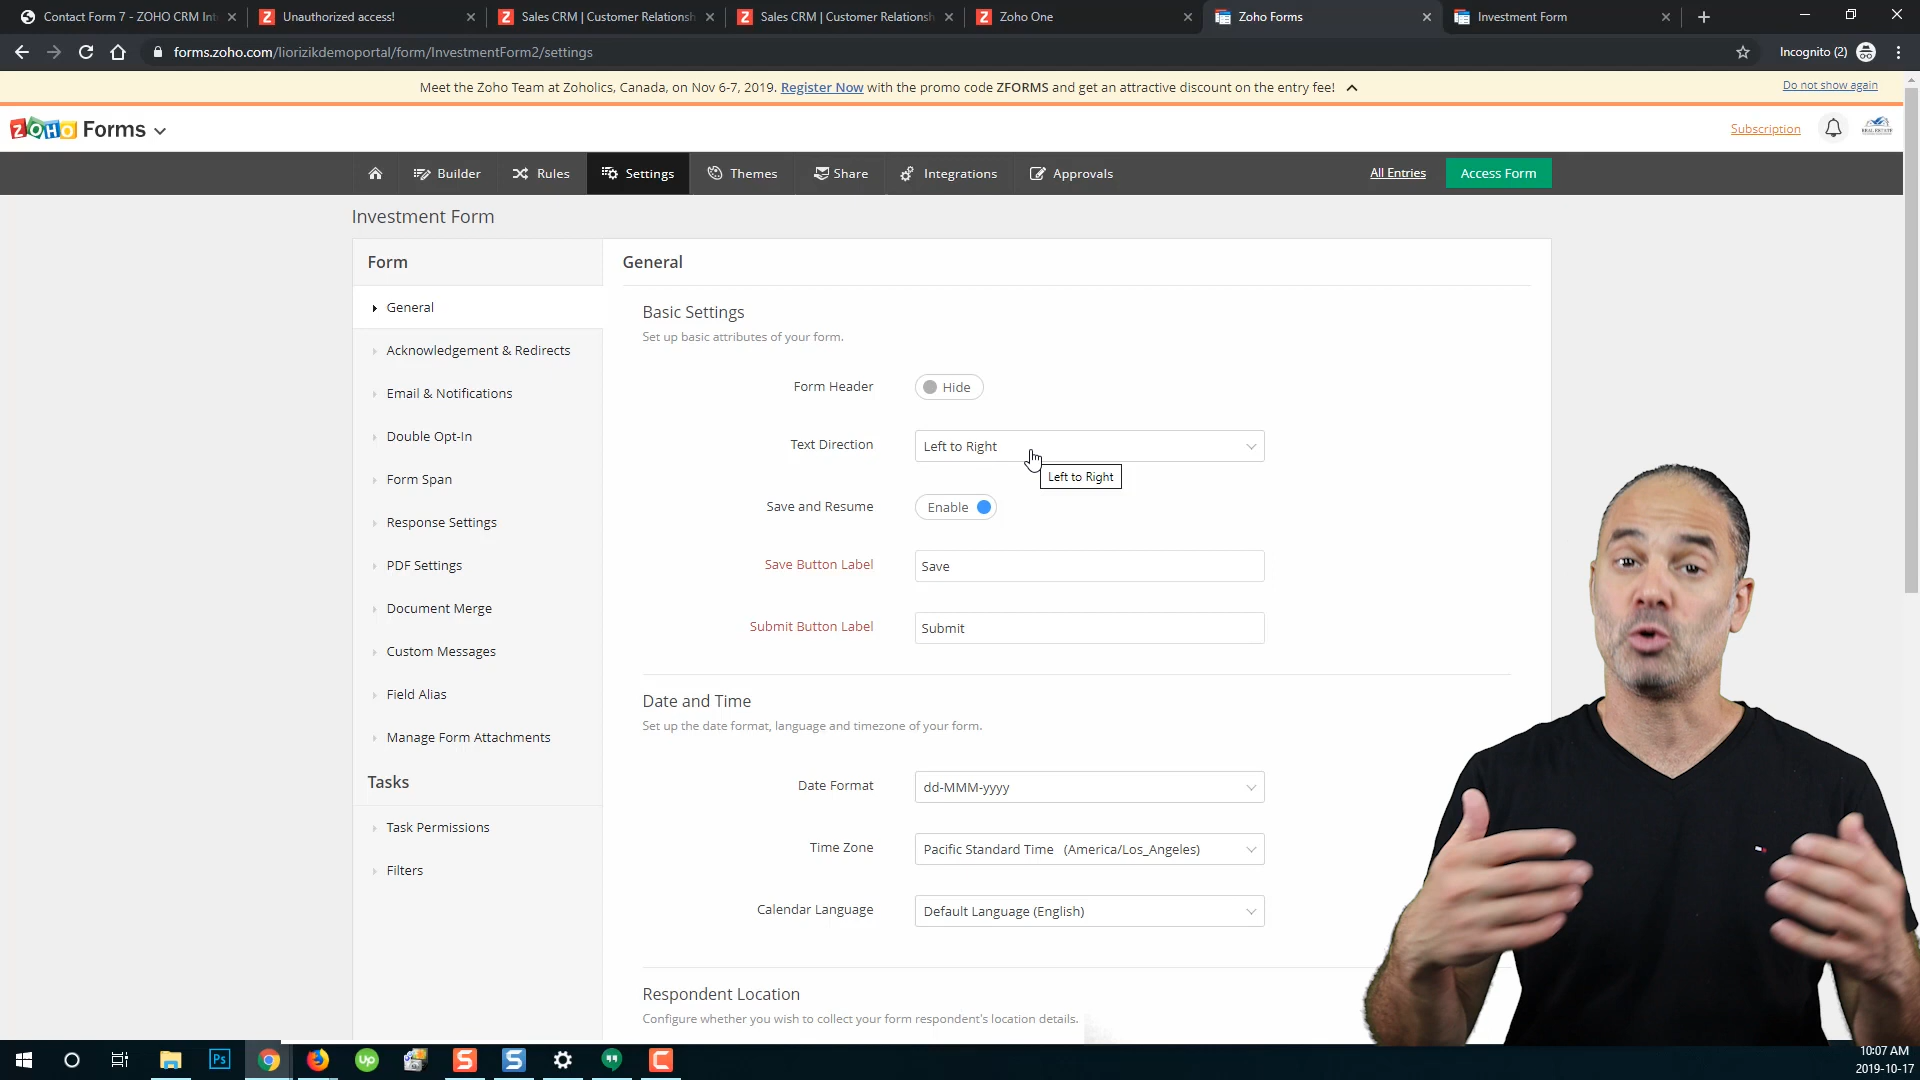 Contact Form 7 - ZOHO CRM Int
Unauthorized access!
Sales CRM | Customer Relationsh
Sales CRM | Customer Relationsh
Zoho One
Zoho Forms
Investment Form
forms.zoho.com/liorizikdemoportal/form/InvestmentForm2/settings
Incognito (2)
Meet the Zoho Team at Zoholics, Canada, on Nov 6-7, 2019. Register Now with the promo code ZFORMS and get an attractive discount on the entry fee!
Do not show again
ZOHO Forms
Subscription
REAL ESTATE
Builder
Rules
Settings
Themes
Share
Integrations
Approvals
All Entries
Access Form
Investment Form
Form
General
Acknowledgement & Redirects
Email & Notifications
Double Opt-In
Form Span
Response Settings
PDF Settings
Document Merge
Custom Messages
Field Alias
Manage Form Attachments
Tasks
Task Permissions
Filters
General
Basic Settings
Set up basic attributes of your form.
Form Header
Hide
Text Direction
Left to Right
Left to Right
Save and Resume
Enable
Save Button Label
Save
Submit Button Label
Submit
Date and Time
Set up the date format, language and timezone of your form.
Date Format
dd-MMM-yyyy
Time Zone
Pacific Standard Time (America/Los_Angeles)
Calendar Language
Default Language (English)
Respondent Location
Configure whether you wish to collect your form respondent's location details.
Ps
Up
S
S
C
10:07 AM
2019-10-17